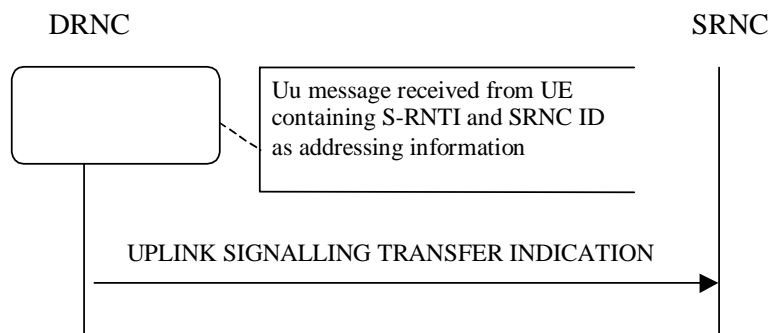 DRNC
SRNC
Uu message received from UE
containing S-RNTI and SRNC ID
as addressing information
UPLINK SIGNALLING TRANSFER INDICATION